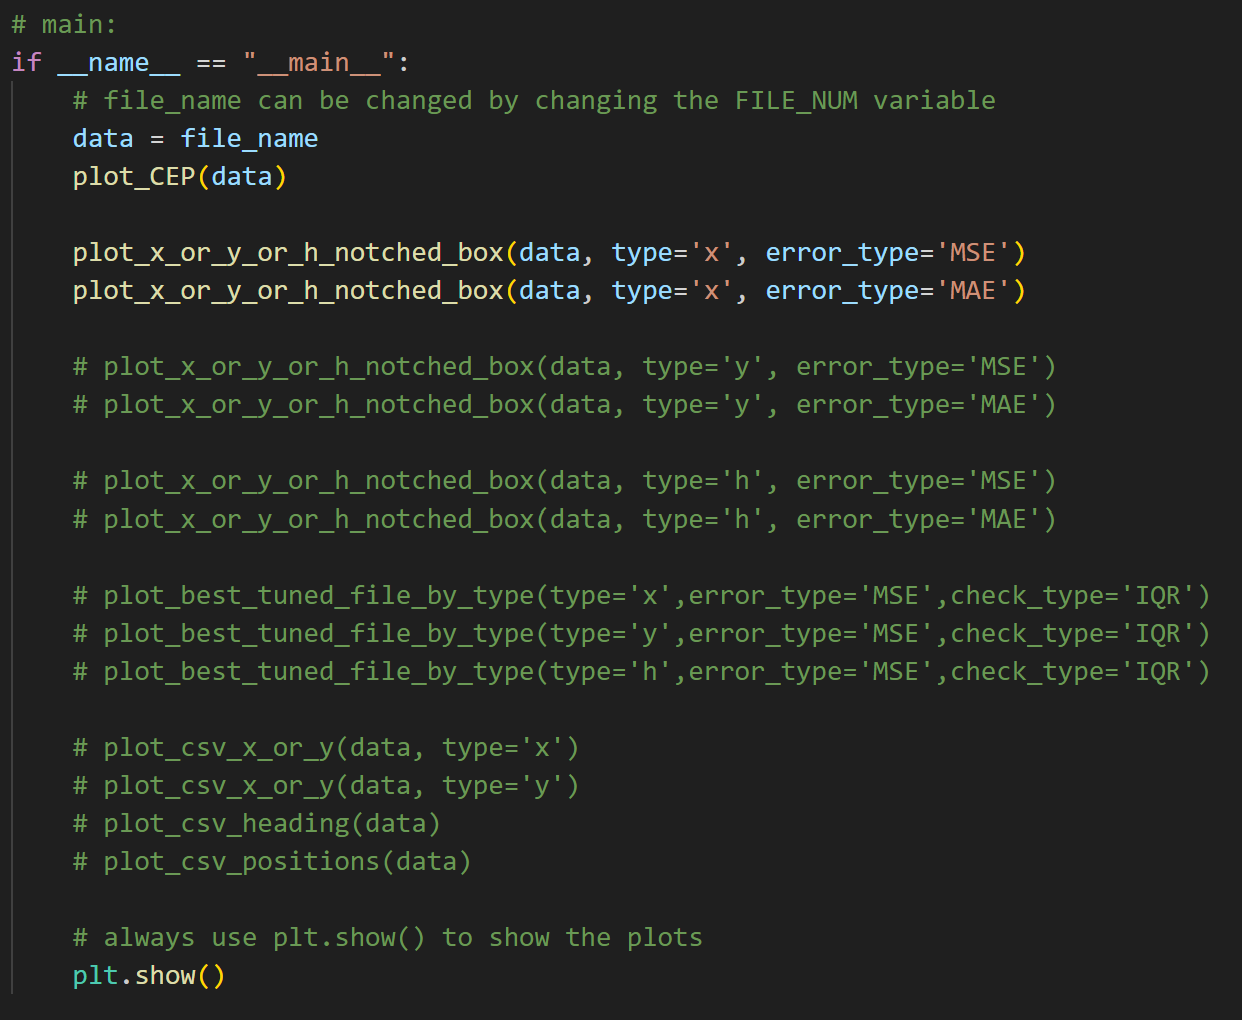 # main:
if __name__ == "__main__":
    # file_name can be changed by changing the FILE_NUM variable
    data = file_name
    plot_CEP(data)

    plot_x_or_y_or_h_notched_box(data, type='x', error_type='MSE')
    plot_x_or_y_or_h_notched_box(data, type='x', error_type='MAE')

    # plot_x_or_y_or_h_notched_box(data, type='y', error_type='MSE')
    # plot_x_or_y_or_h_notched_box(data, type='y', error_type='MAE')

    # plot_x_or_y_or_h_notched_box(data, type='h', error_type='MSE')
    # plot_x_or_y_or_h_notched_box(data, type='h', error_type='MAE')

    # plot_best_tuned_file_by_type(type='x',error_type='MSE',check_type='IQR')
    # plot_best_tuned_file_by_type(type='y',error_type='MSE',check_type='IQR')
    # plot_best_tuned_file_by_type(type='h',error_type='MSE',check_type='IQR')

    # plot_csv_x_or_y(data, type='x')
    # plot_csv_x_or_y(data, type='y')
    # plot_csv_heading(data)
    # plot_csv_positions(data)

    # always use plt.show() to show the plots
    plt.show()